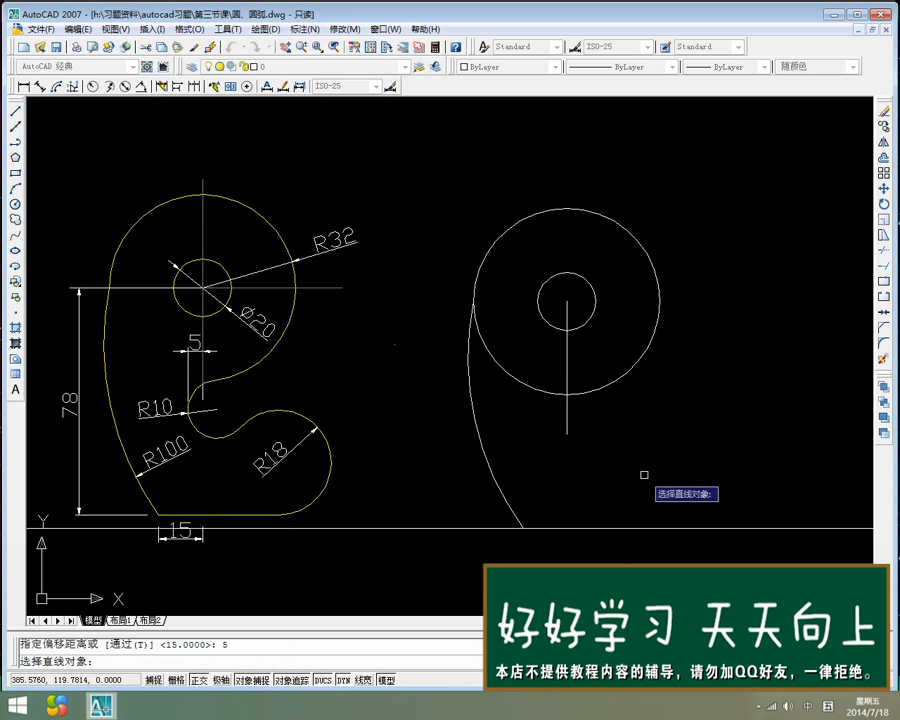 AutoCAD 2007 - [h:\习题资料\autocad习题\第三节课\圆、圆弧.dwg - 只读]
文件(F) 编辑(E) 视图(V) 插入(I) 格式(O) 工具(T) 绘图(D) 标注(N) 修改(M) 窗口(W) 帮助(H)
Standard ISO-25 Standard
AutoCAD 经典 0 ByLayer ByLayer ByLayer 随颜色
ISO-25
A
R32
ø20
5
R10
78
R100
R18
15
选择直线对象:
Y
X
模型 布局1 布局2
指定偏移距离或 [通过(T)] <15.0000>: 5
选择直线对象:
385.5760, 119.7814, 0.0000 捕捉 栅格 正交 极轴 对象捕捉 对象追踪 DUCS DYN 线宽 模型
好好学习 天天向上
本店不提供教程内容的辅导，请勿加QQ好友，一律拒绝。
中
星期五
2014/7/18